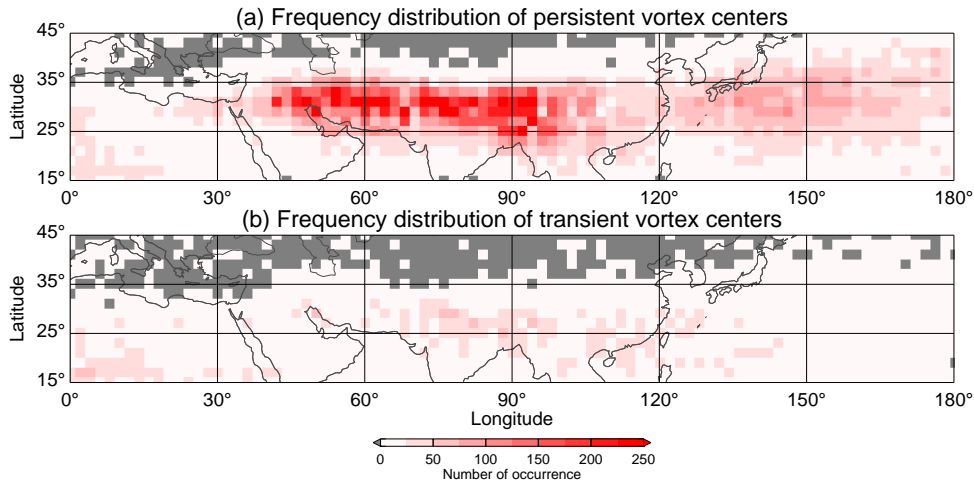 (a) Frequency distribution of persistent vortex centers
45°
35°
25°
15°
Latitude
0° 30° 60° 90° 120° 150° 180°
(b) Frequency distribution of transient vortex centers
45°
35°
25°
15°
Latitude
0° 30° 60° 90° 120° 150° 180°
Longitude
0 50 100 150 200 250
Number of occurrence